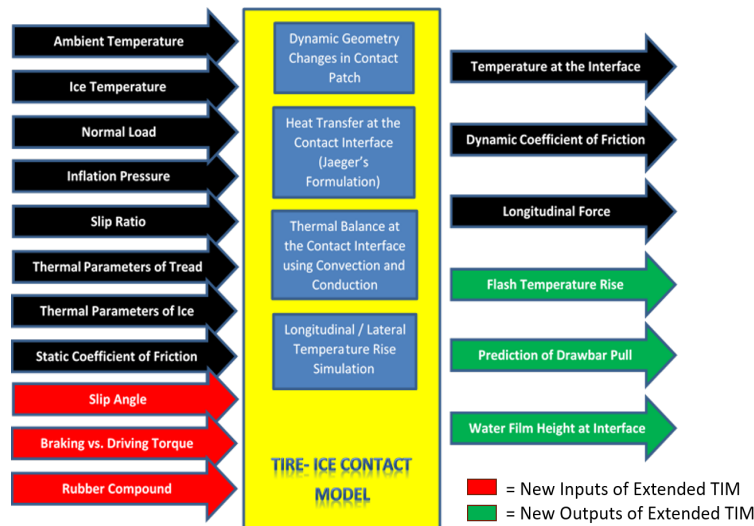 Ambient Temperature
Ice Temperature
Normal Load
Inflation Pressure
Slip Ratio
Thermal Parameters of Tread
Thermal Parameters of Ice
Static Coefficient of Friction
Slip Angle
Braking vs. Driving Torque
Rubber Compound
Dynamic Geometry
Changes in Contact
Patch
Heat Transfer at the
Contact Interface
(Jaeger's
Formulation)
Thermal Balance at
the Contact Interface
using Convection and
Conduction
Longitudinal / Lateral
Temperature Rise
Simulation
TIRE- ICE CONTACT
MODEL
Temperature at the Interface
Dynamic Coefficient of Friction
Longitudinal Force
Flash Temperature Rise
Prediction of Drawbar Pull
Water Film Height at Interface
= New Inputs of Extended TIM
= New Outputs of Extended TIM